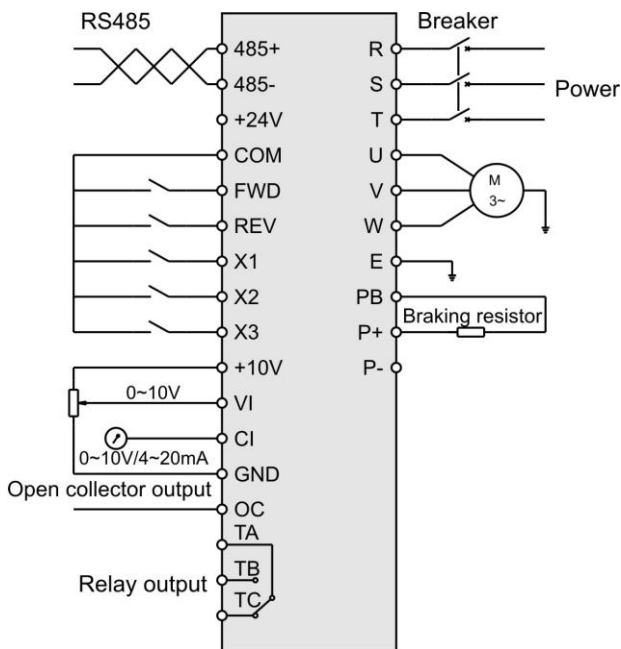 RS485
Breaker
485+
R
485-
S
Power
+24V
T
COM
U
FWD
V
M
3~
REV
W
X1
E
X2
PB
X3
P+
Braking resistor
+10V
P-
0~10V
VI
CI
0~10V/4~20mA
GND
Open collector output
OC
TA
Relay output
TB
TC